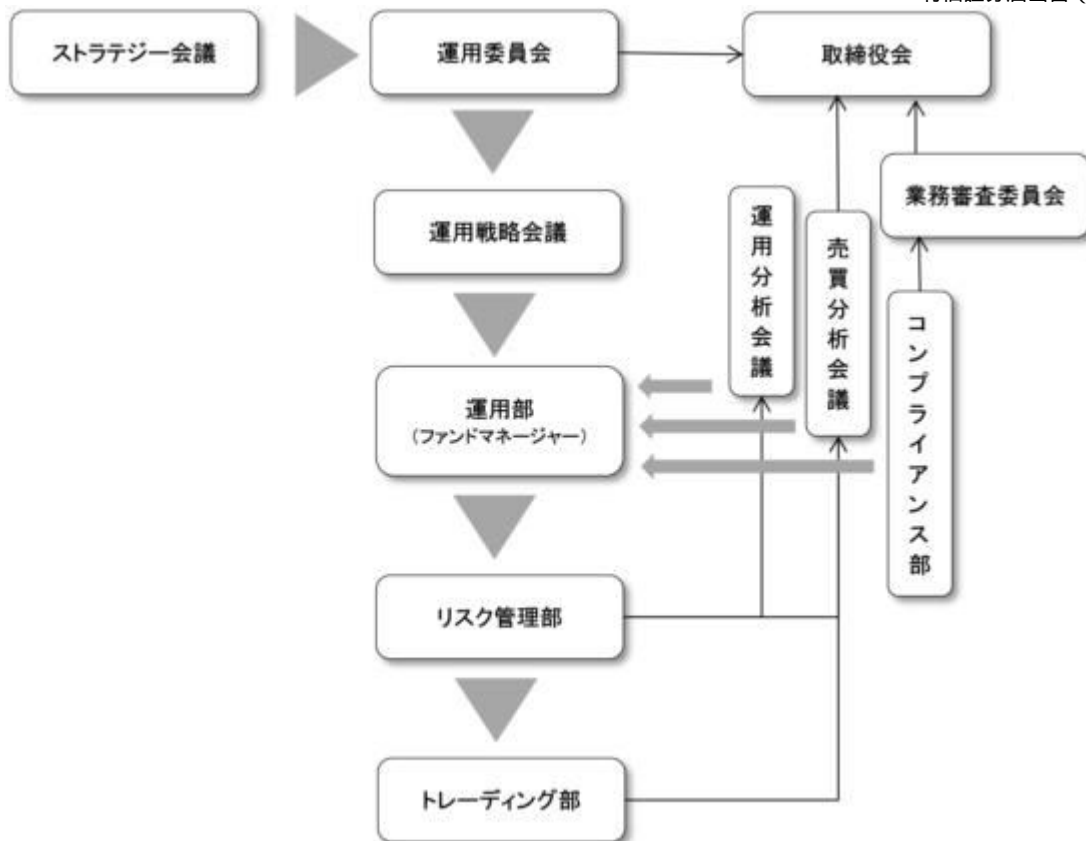 ストラテジー会議
運用委員会
取締役会
業務審査委員会
運用戦略会議
運用分析会議
売買分析会議
コンプライアンス部
運用部
(ファンドマネージャー)
リスク管理部
トレーディング部